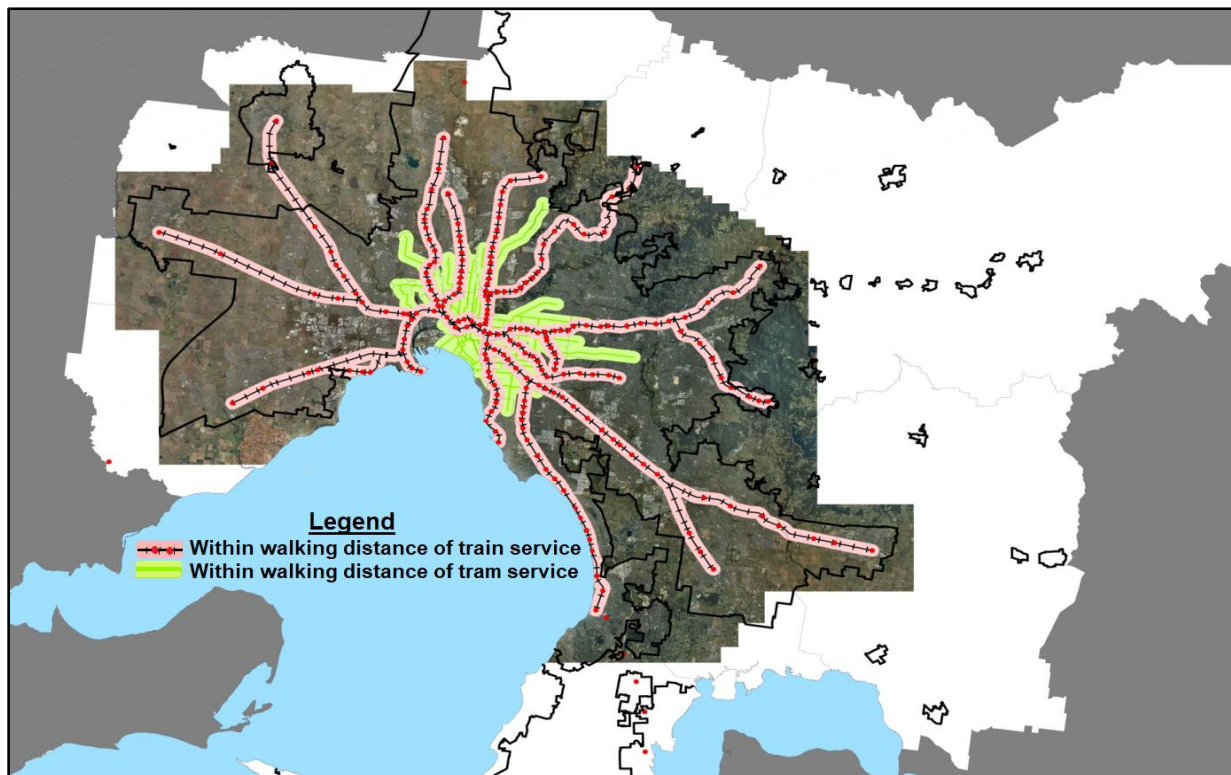 Legend
Within walking distance of train service
Within walking distance of tram service